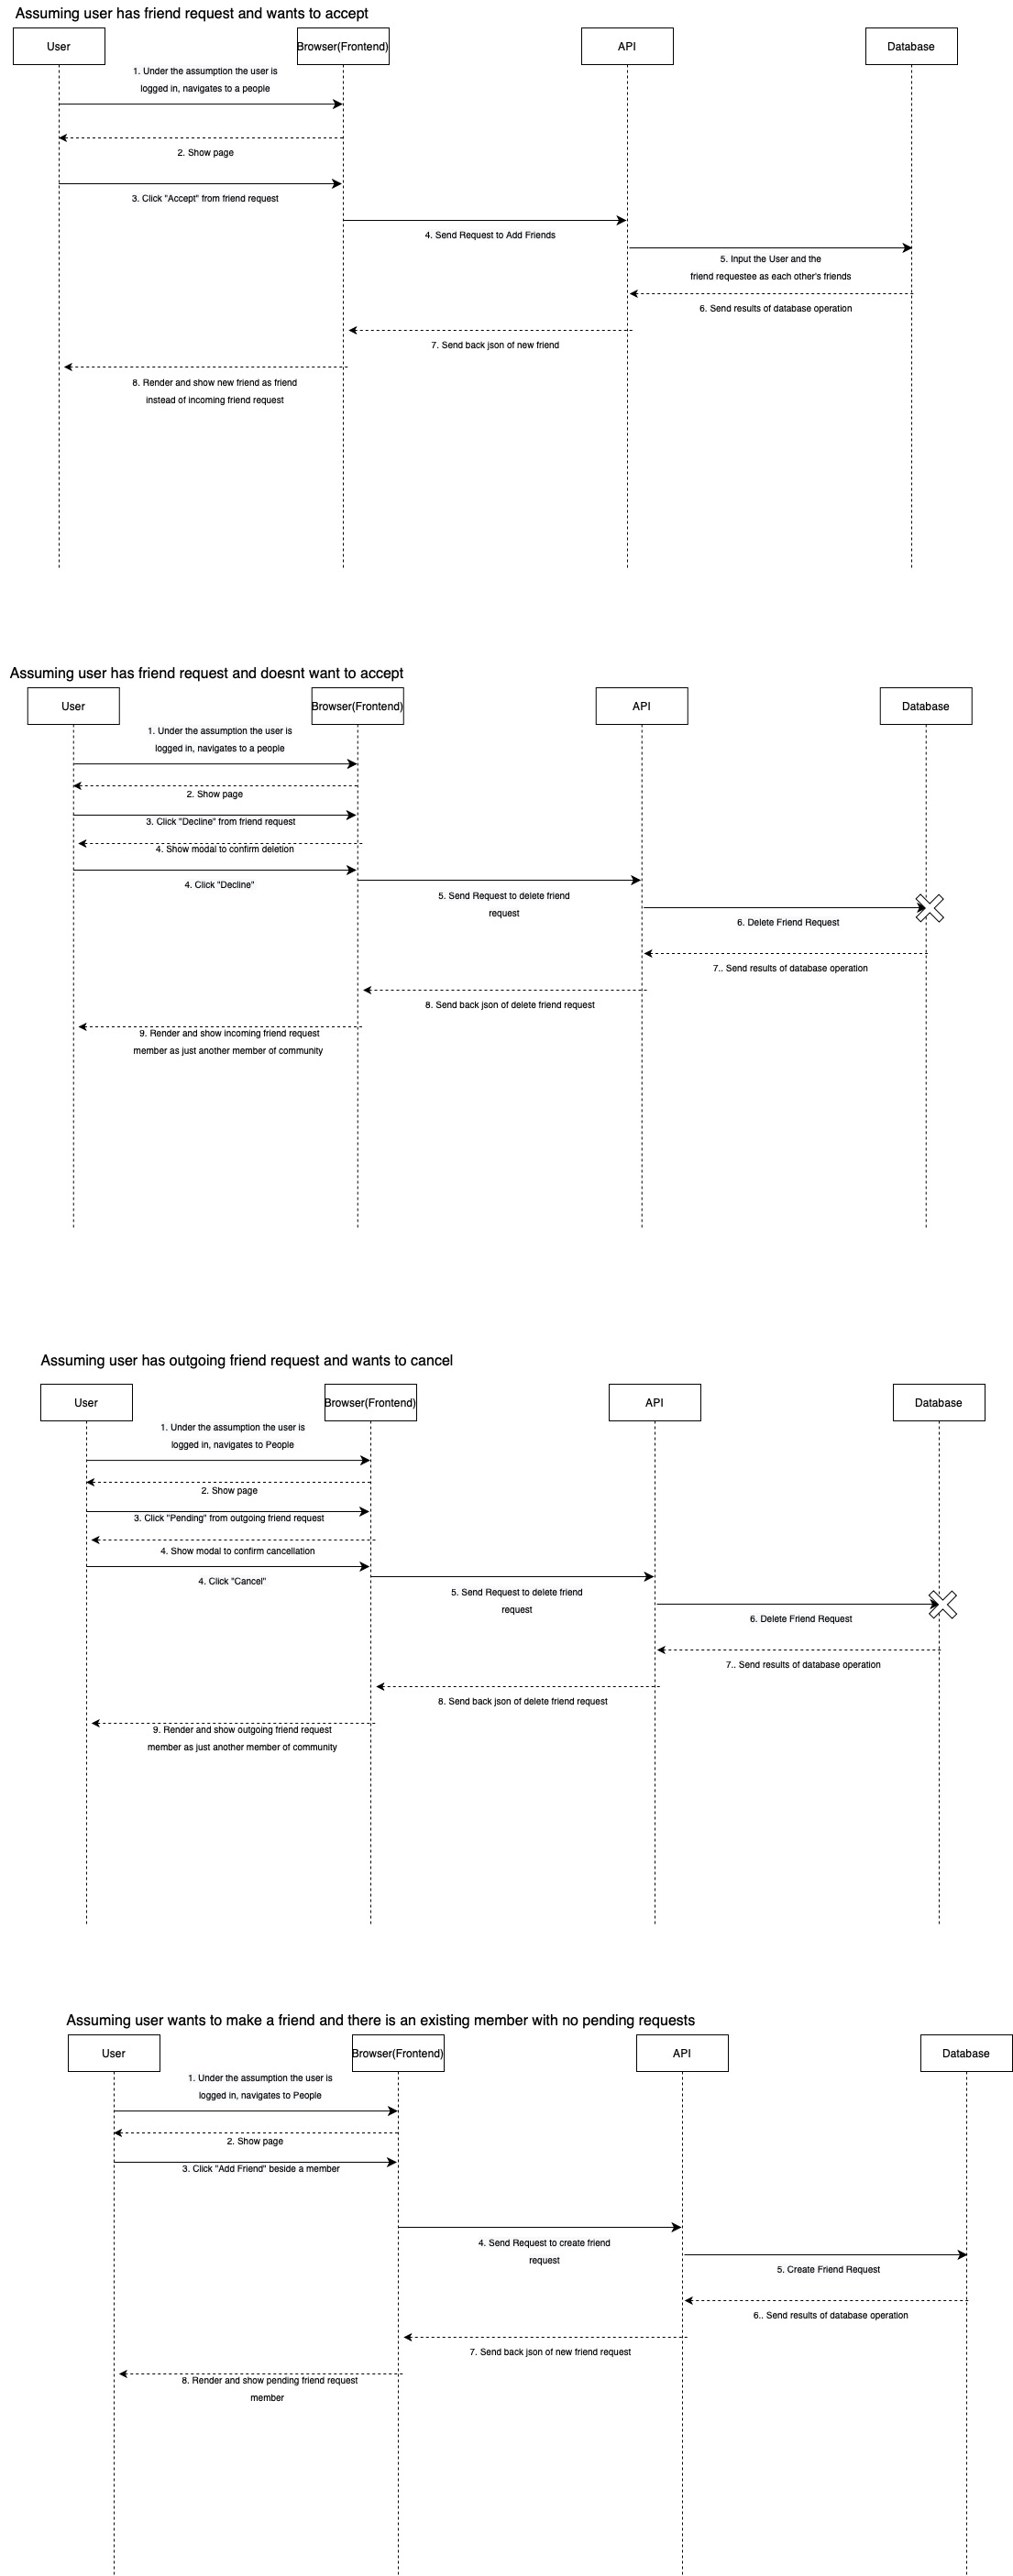 Assuming user has friend request and wants to accept
User
Browser(Frontend)
API
Database
1. Under the assumption the user is
logged in, navigates to a people
2. Show page
3. Click "Accept" from friend request
4. Send Request to Add Friends
5. Input the User and the
friend requestee as each other's friends
6. Send results of database operation
7. Send back json of new friend
8. Render and show new friend as friend
instead of incoming friend request
Assuming user has friend request and doesnt want to accept
User
Browser(Frontend)
API
Database
1. Under the assumption the user is
logged in, navigates to a people
2. Show page
3. Click "Decline" from friend request
4. Show modal to confirm deletion
4. Click "Decline"
5. Send Request to delete friend
request
6. Delete Friend Request
7.. Send results of database operation
8. Send back json of delete friend request
9. Render and show incoming friend request
member as just another member of community
Assuming user has outgoing friend request and wants to cancel
User
Browser(Frontend)
API
Database
1. Under the assumption the user is
logged in, navigates to People
2. Show page
3. Click "Pending" from outgoing friend request
4. Show modal to confirm cancellation
4. Click "Cancel"
5. Send Request to delete friend
request
6. Delete Friend Request
7.. Send results of database operation
8. Send back json of delete friend request
9. Render and show outgoing friend request
member as just another member of community
Assuming user wants to make a friend and there is an existing member with no pending requests
User
Browser(Frontend)
API
Database
1. Under the assumption the user is
logged in, navigates to People
2. Show page
3. Click "Add Friend" beside a member
4. Send Request to create friend
request
5. Create Friend Request
6.. Send results of database operation
7. Send back json of new friend request
8. Render and show pending friend request
member